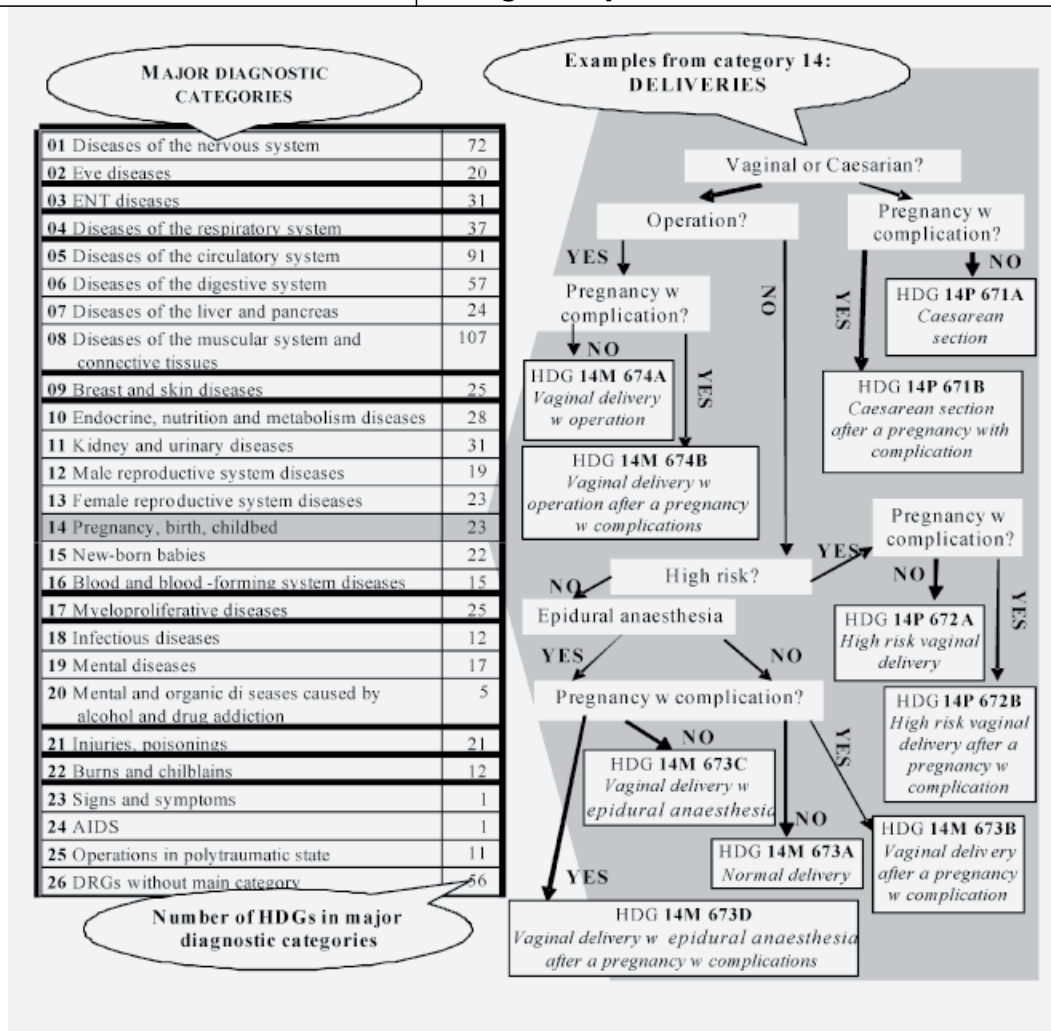 MAJOR DIAGNOSTIC
CATEGORIES
01 Diseases of the nervous system 72
02 Eye diseases 20
03 ENT diseases 31
04 Diseases of the respiratory system 37
05 Diseases of the circulatory system 91
06 Diseases of the digestive system 57
07 Diseases of the liver and pancreas 24
08 Diseases of the muscular system and 107
connective tissues
09 Breast and skin diseases 25
10 Endocrine, nutrition and metabolism diseases 28
11 Kidney and urinary diseases 31
12 Male reproductive system diseases 19
13 Female reproductive system diseases 23
14 Pregnancy, birth, childbed 23
15 New-born babies 22
16 Blood and blood -forming system diseases 15
17 Myeloproliferative diseases 25
18 Infectious diseases 12
19 Mental diseases 17
20 Mental and organic di seases caused by 5
alcohol and drug addiction
21 Injuries, poisonings 21
22 Burns and chilblains 12
23 Signs and symptoms 1
24 AIDS 1
25 Operations in polytraumatic state 11
26 DRGs without main category 56
Number of HDGs in major
diagnostic categories
Examples from category 14:
DELIVERIES
Vaginal or Caesarian?
Operation?
YES
Pregnancy w
complication?
NO
HDG 14M 674A
Vaginal delivery
w operation
YES
HDG 14M 674B
Vaginal delivery w
operation after a pregnancy
w complications
NO
Pregnancy w
complication?
NO
HDG 14P 671A
Caesarean
section
YES
HDG 14P 671B
Caesarean section
after a pregnancy with
complication
High risk?
YES
Pregnancy w
complication?
NO
HDG 14P 672A
High risk vaginal
delivery
YES
HDG 14P 672B
High risk vaginal
delivery after a
pregnancy w
complication
NO
Epidural anaesthesia
YES
NO
Pregnancy w complication?
NO
HDG 14M 673C
Vaginal delivery w
epidural anaesthesia
NO
HDG 14M 673A
Normal delivery
YES
HDG 14M 673B
Vaginal delivery
after a pregnancy
w complication
YES
HDG 14M 673D
Vaginal delivery w epidural anaesthesia
after a pregnancy w complications